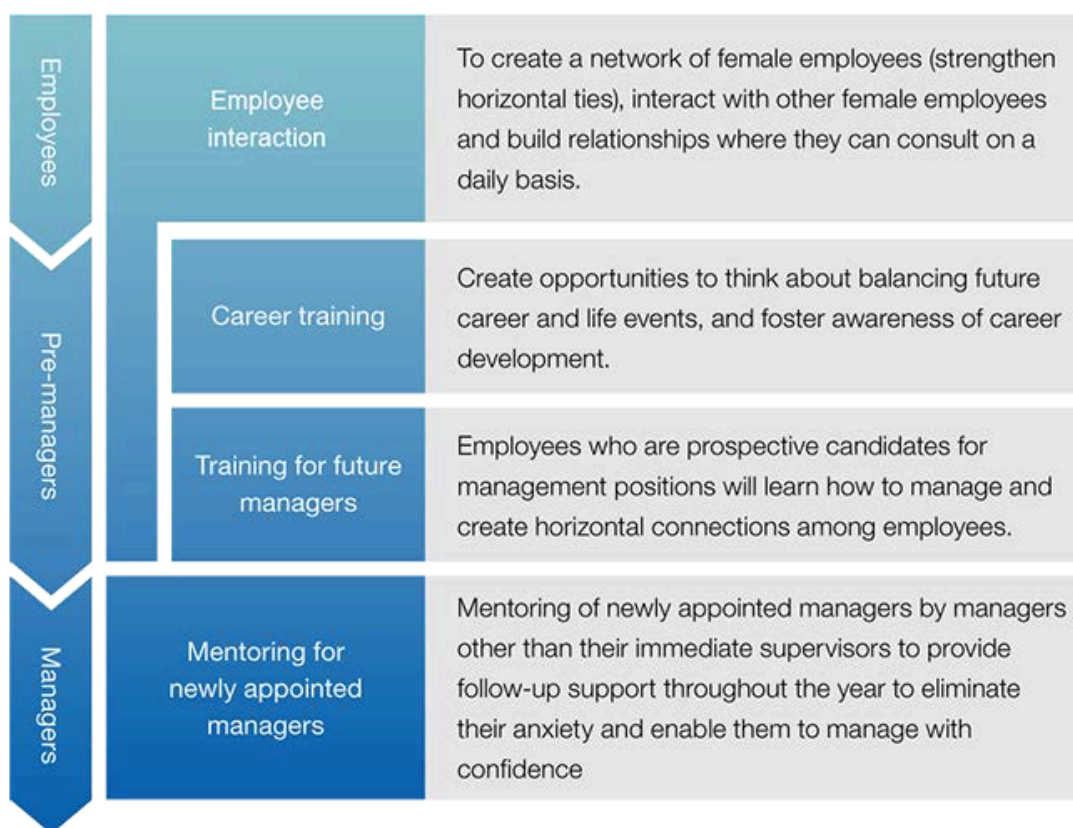 Employees
Employee
interaction
To create a network of female employees (strengthen
horizontal ties), interact with other female employees
and build relationships where they can consult on a
daily basis.
Pre-managers
Career training
Create opportunities to think about balancing future
career and life events, and foster awareness of career
development.
Training for future
managers
Employees who are prospective candidates for
management positions will learn how to manage and
create horizontal connections among employees.
Managers
Mentoring for
newly appointed
managers
Mentoring of newly appointed managers by managers
other than their immediate supervisors to provide
follow-up support throughout the year to eliminate
their anxiety and enable them to manage with
confidence